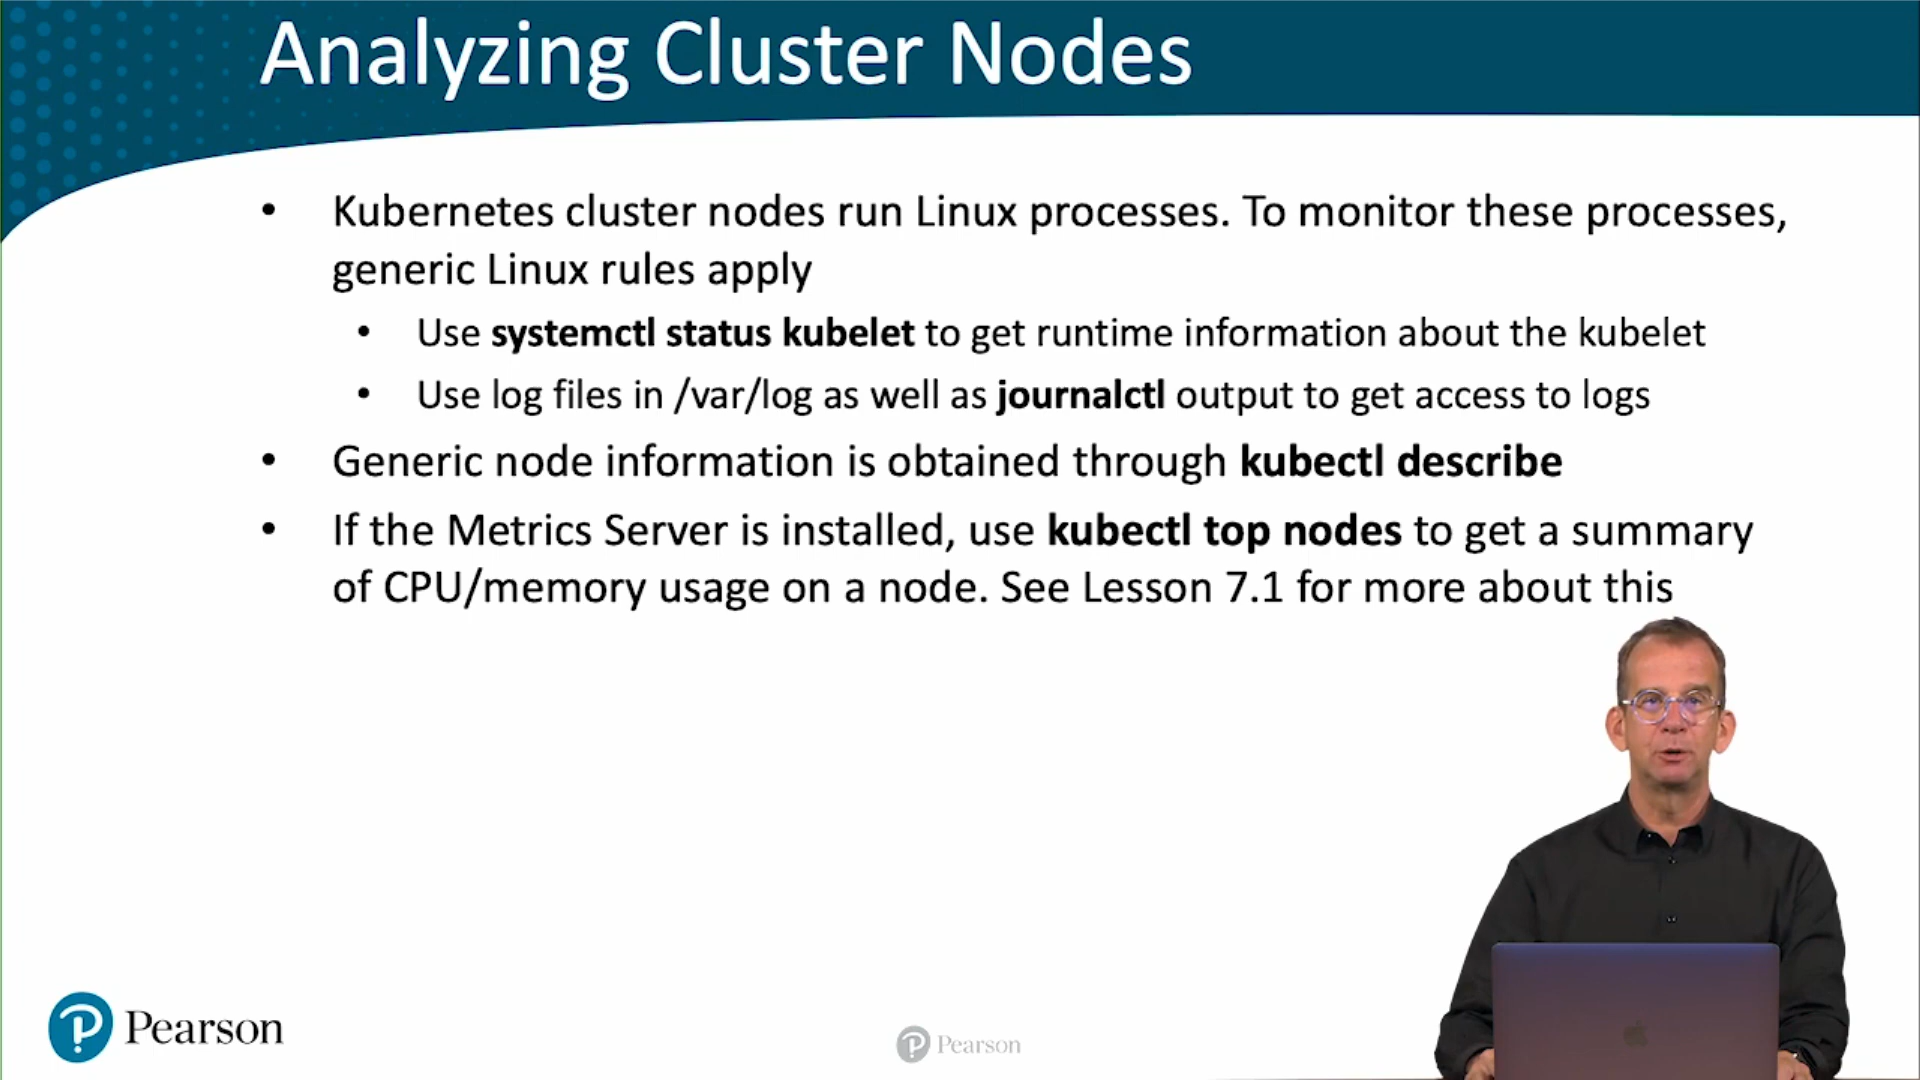 Analyzing Cluster Nodes
• Kubernetes cluster nodes run Linux processes. To monitor these processes,
generic Linux rules apply
• Use systemctl status kubelet to get runtime information about the kubelet
• Use log files in /var/log as well as journalctl output to get access to logs
• Generic node information is obtained through kubectl describe
• If the Metrics Server is installed, use kubectl top nodes to get a summary
of CPU/memory usage on a node. See Lesson 7.1 for more about this
Pearson
Pearson